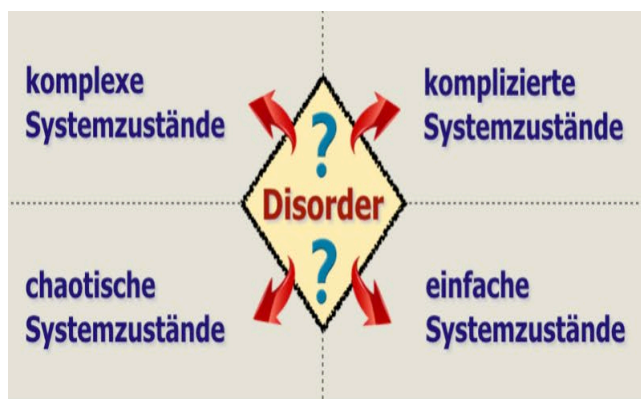 komplexe
Systemzustände
komplizierte
Systemzustände
?
Disorder
?
chaotische
Systemzustände
einfache
Systemzustände